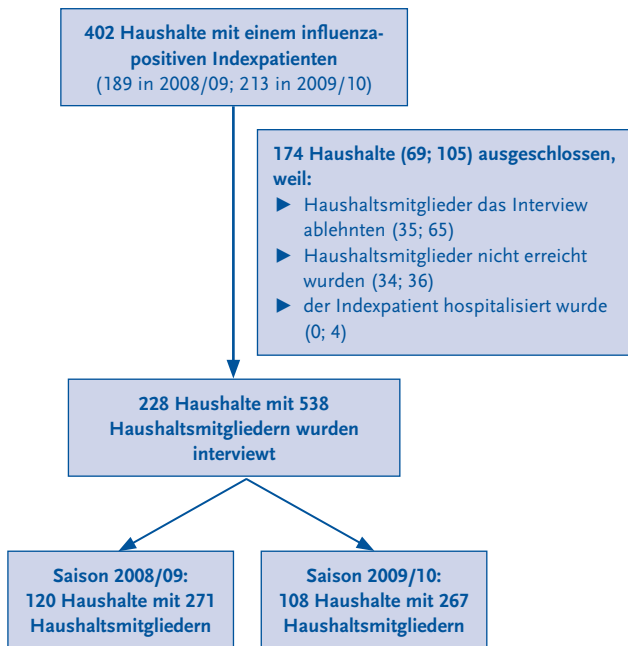 402 Haushalte mit einem influenza-
positiven Indexpatienten
(189 in 2008/09; 213 in 2009/10)
174 Haushalte (69; 105) ausgeschlossen,
weil:
► Haushaltsmitglieder das Interview
ablehnten (35; 65)
► Haushaltsmitglieder nicht erreicht
wurden (34; 36)
► der Indexpatient hospitalisiert wurde
(0; 4)
228 Haushalte mit 538
Haushaltsmitgliedern wurden
interviewt
Saison 2008/09:
120 Haushalte mit 271
Haushaltsmitgliedern
Saison 2009/10:
108 Haushalte mit 267
Haushaltsmitgliedern